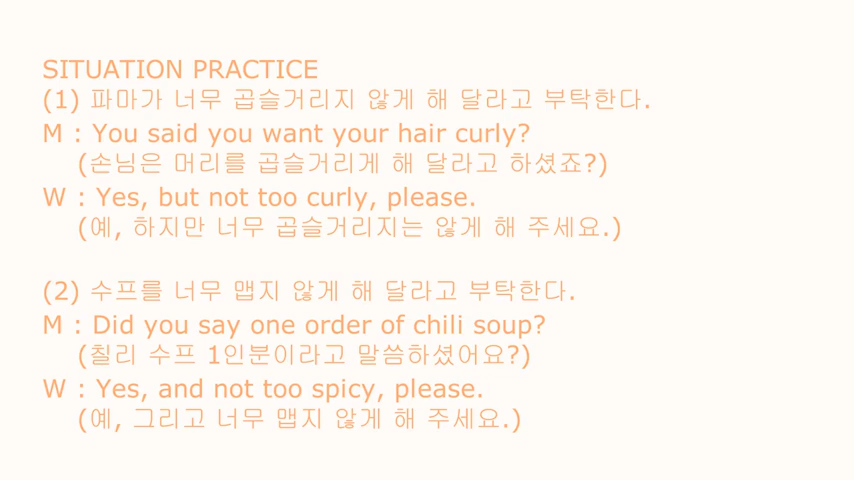 SITUATION PRACTICE
(1) 파마가 너무 곱슬거리지 않게 해 달라고 부탁한다.
M : You said you want your hair curly?
(손님은 머리를 곱슬거리게 해 달라고 하셨죠?)
W : Yes, but not too curly, please.
(예, 하지만 너무 곱슬거리지는 않게 해 주세요.)
(2) 수프를 너무 맵지 않게 해 달라고 부탁한다.
M : Did you say one order of chili soup?
(칠리 수프 1인분이라고 말씀하셨어요?)
W : Yes, and not too spicy, please.
(예, 그리고 너무 맵지 않게 해 주세요.)